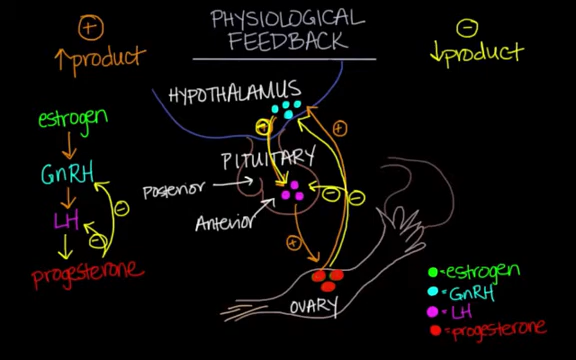 PHYSIOLOGICAL
FEEDBACK
+
↑product
-
↓product
estrogen
GnRH
LH
progesterone
-
-
HYPOTHALAMUS
+
+
PITUITARY
Posterior
Anterior
-
-
+
OVARY
=estrogen
=GnRH
=LH
=progesterone